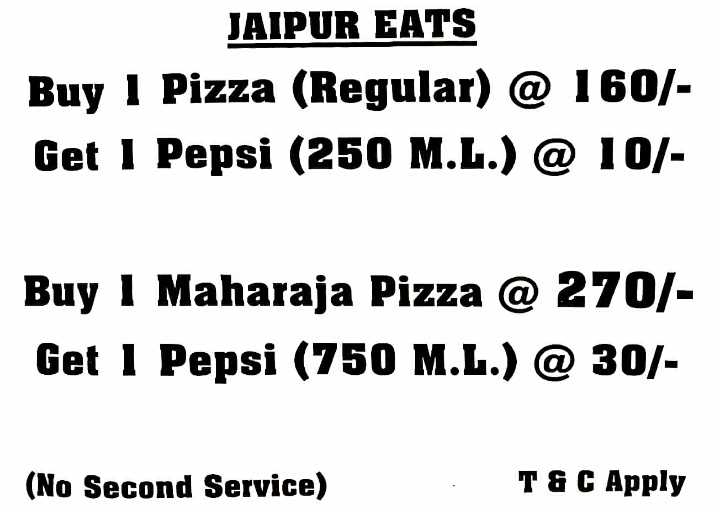 JAIPUR EATS
Buy 1 Pizza (Regular) @ 160/-
Get 1 Pepsi (250 M.L.) @ 10/-
Buy 1 Maharaja Pizza @ 270/-
Get 1 Pepsi (750 M.L.) @ 30/-
(No Second Service) T & C Apply